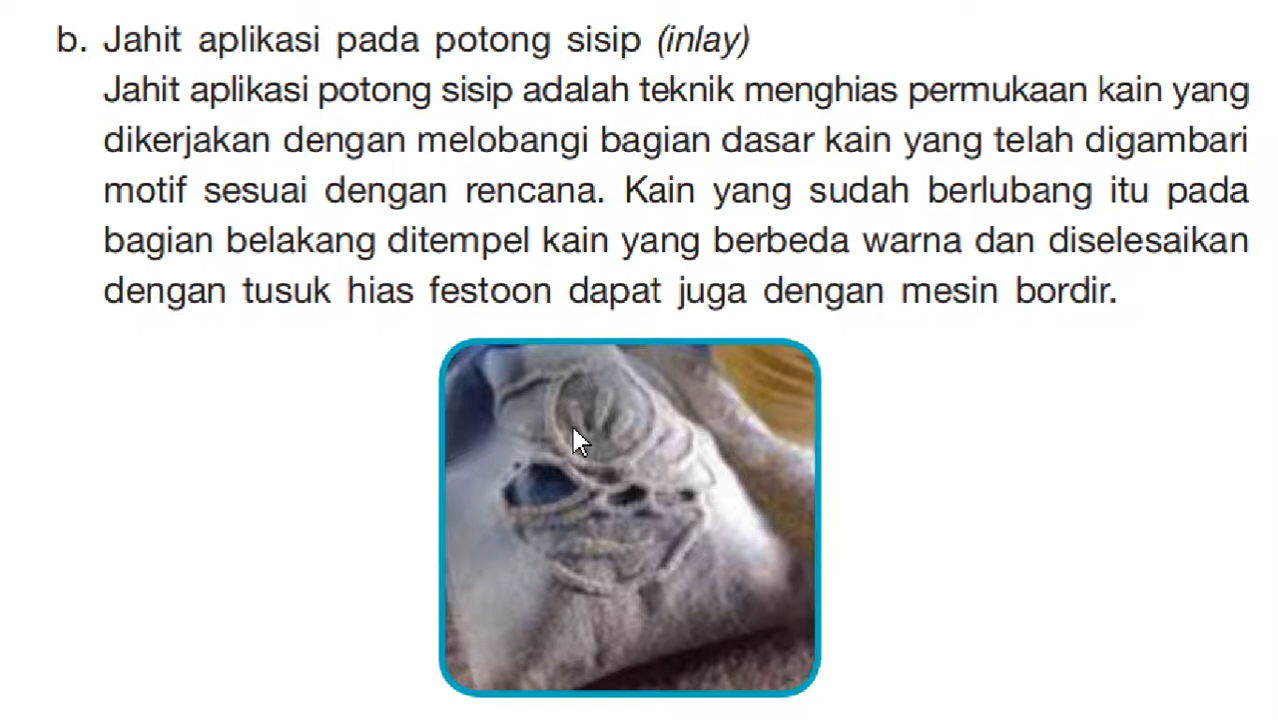 b. Jahit aplikasi pada potong sisip (inlay)
Jahit aplikasi potong sisip adalah teknik menghias permukaan kain yang
dikerjakan dengan melobangi bagian dasar kain yang telah digambari
motif sesuai dengan rencana. Kain yang sudah berlubang itu pada
bagian belakang ditempel kain yang berbeda warna dan diselesaikan
dengan tusuk hias festoon dapat juga dengan mesin bordir.